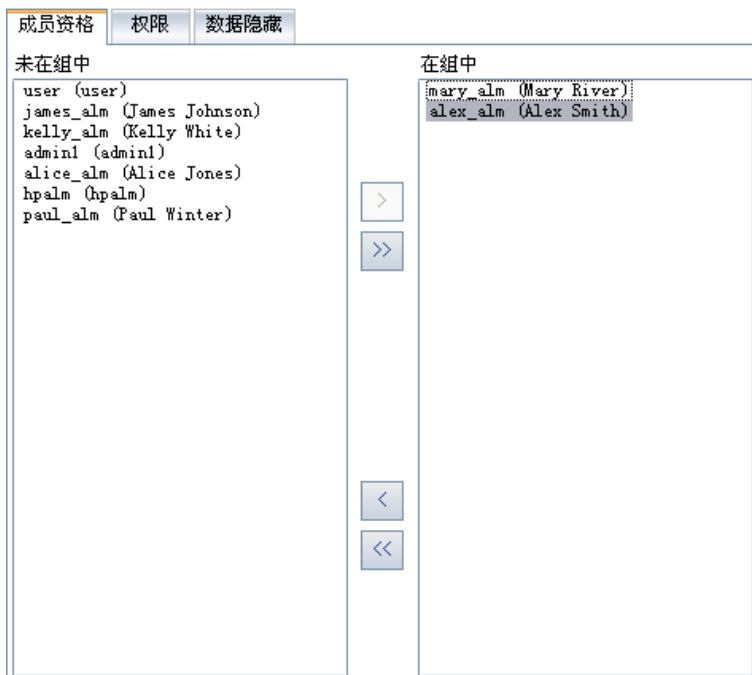 成员资格 权限 数据隐藏
未在组中
user (user)
james_alm (James Johnson)
kelly_alm (Kelly White)
admin1 (admin1)
alice_alm (Alice Jones)
hpalm (hpalm)
paul_alm (Paul Winter)
>
>>
<
<<
在组中
mary_alm (Mary River)
alex_alm (Alex Smith)